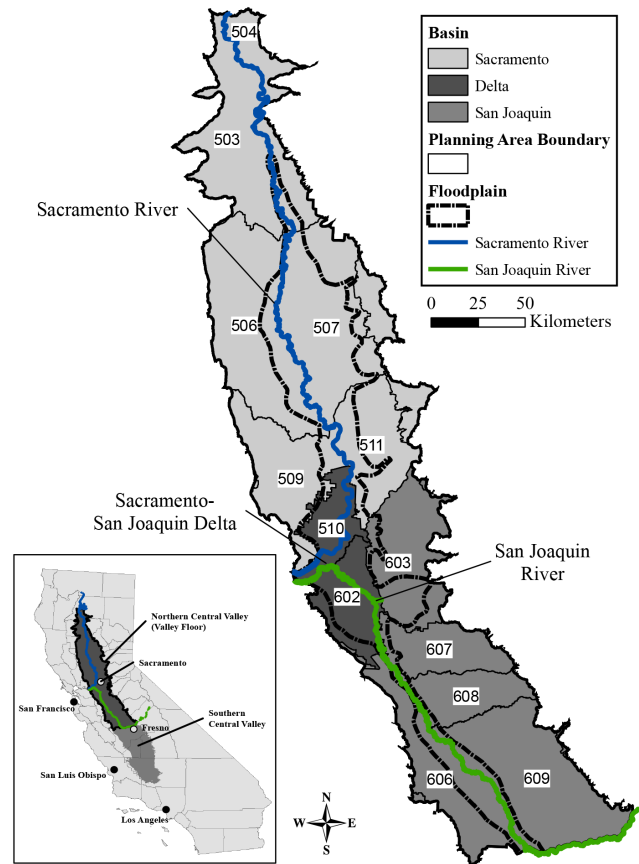 504
503
Sacramento River
506
507
511
509
Sacramento-
San Joaquin Delta
510
603
San Joaquin
River
602
607
608
606
609
Basin
Sacramento
Delta
San Joaquin
Planning Area Boundary
Floodplain
Sacramento River
San Joaquin River
0 25 50
Kilometers
Northern Central Valley
(Valley Floor)
Sacramento
San Francisco
Fresno
Southern
Central Valley
San Luis Obispo
Los Angeles
N
W E
S